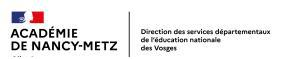 ACADÉMIE
DE NANCY-METZ
Direction des services départementaux
de l'éducation nationale
des Vosges